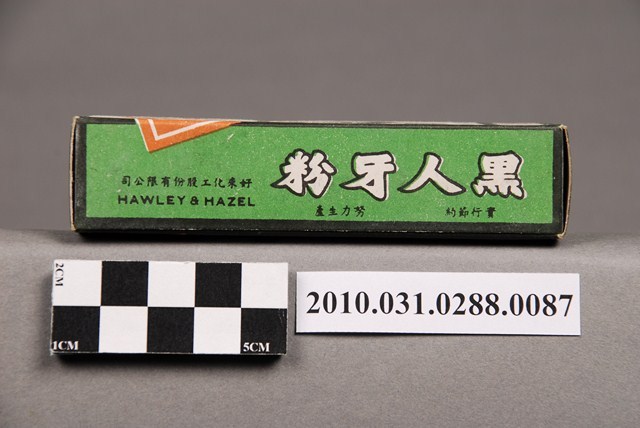 黑人牙粉
好來化工股份有限公司
HAWLEY & HAZEL
實行節約
努力生產
2010.031.0288.0087
2CM
1CM
5CM